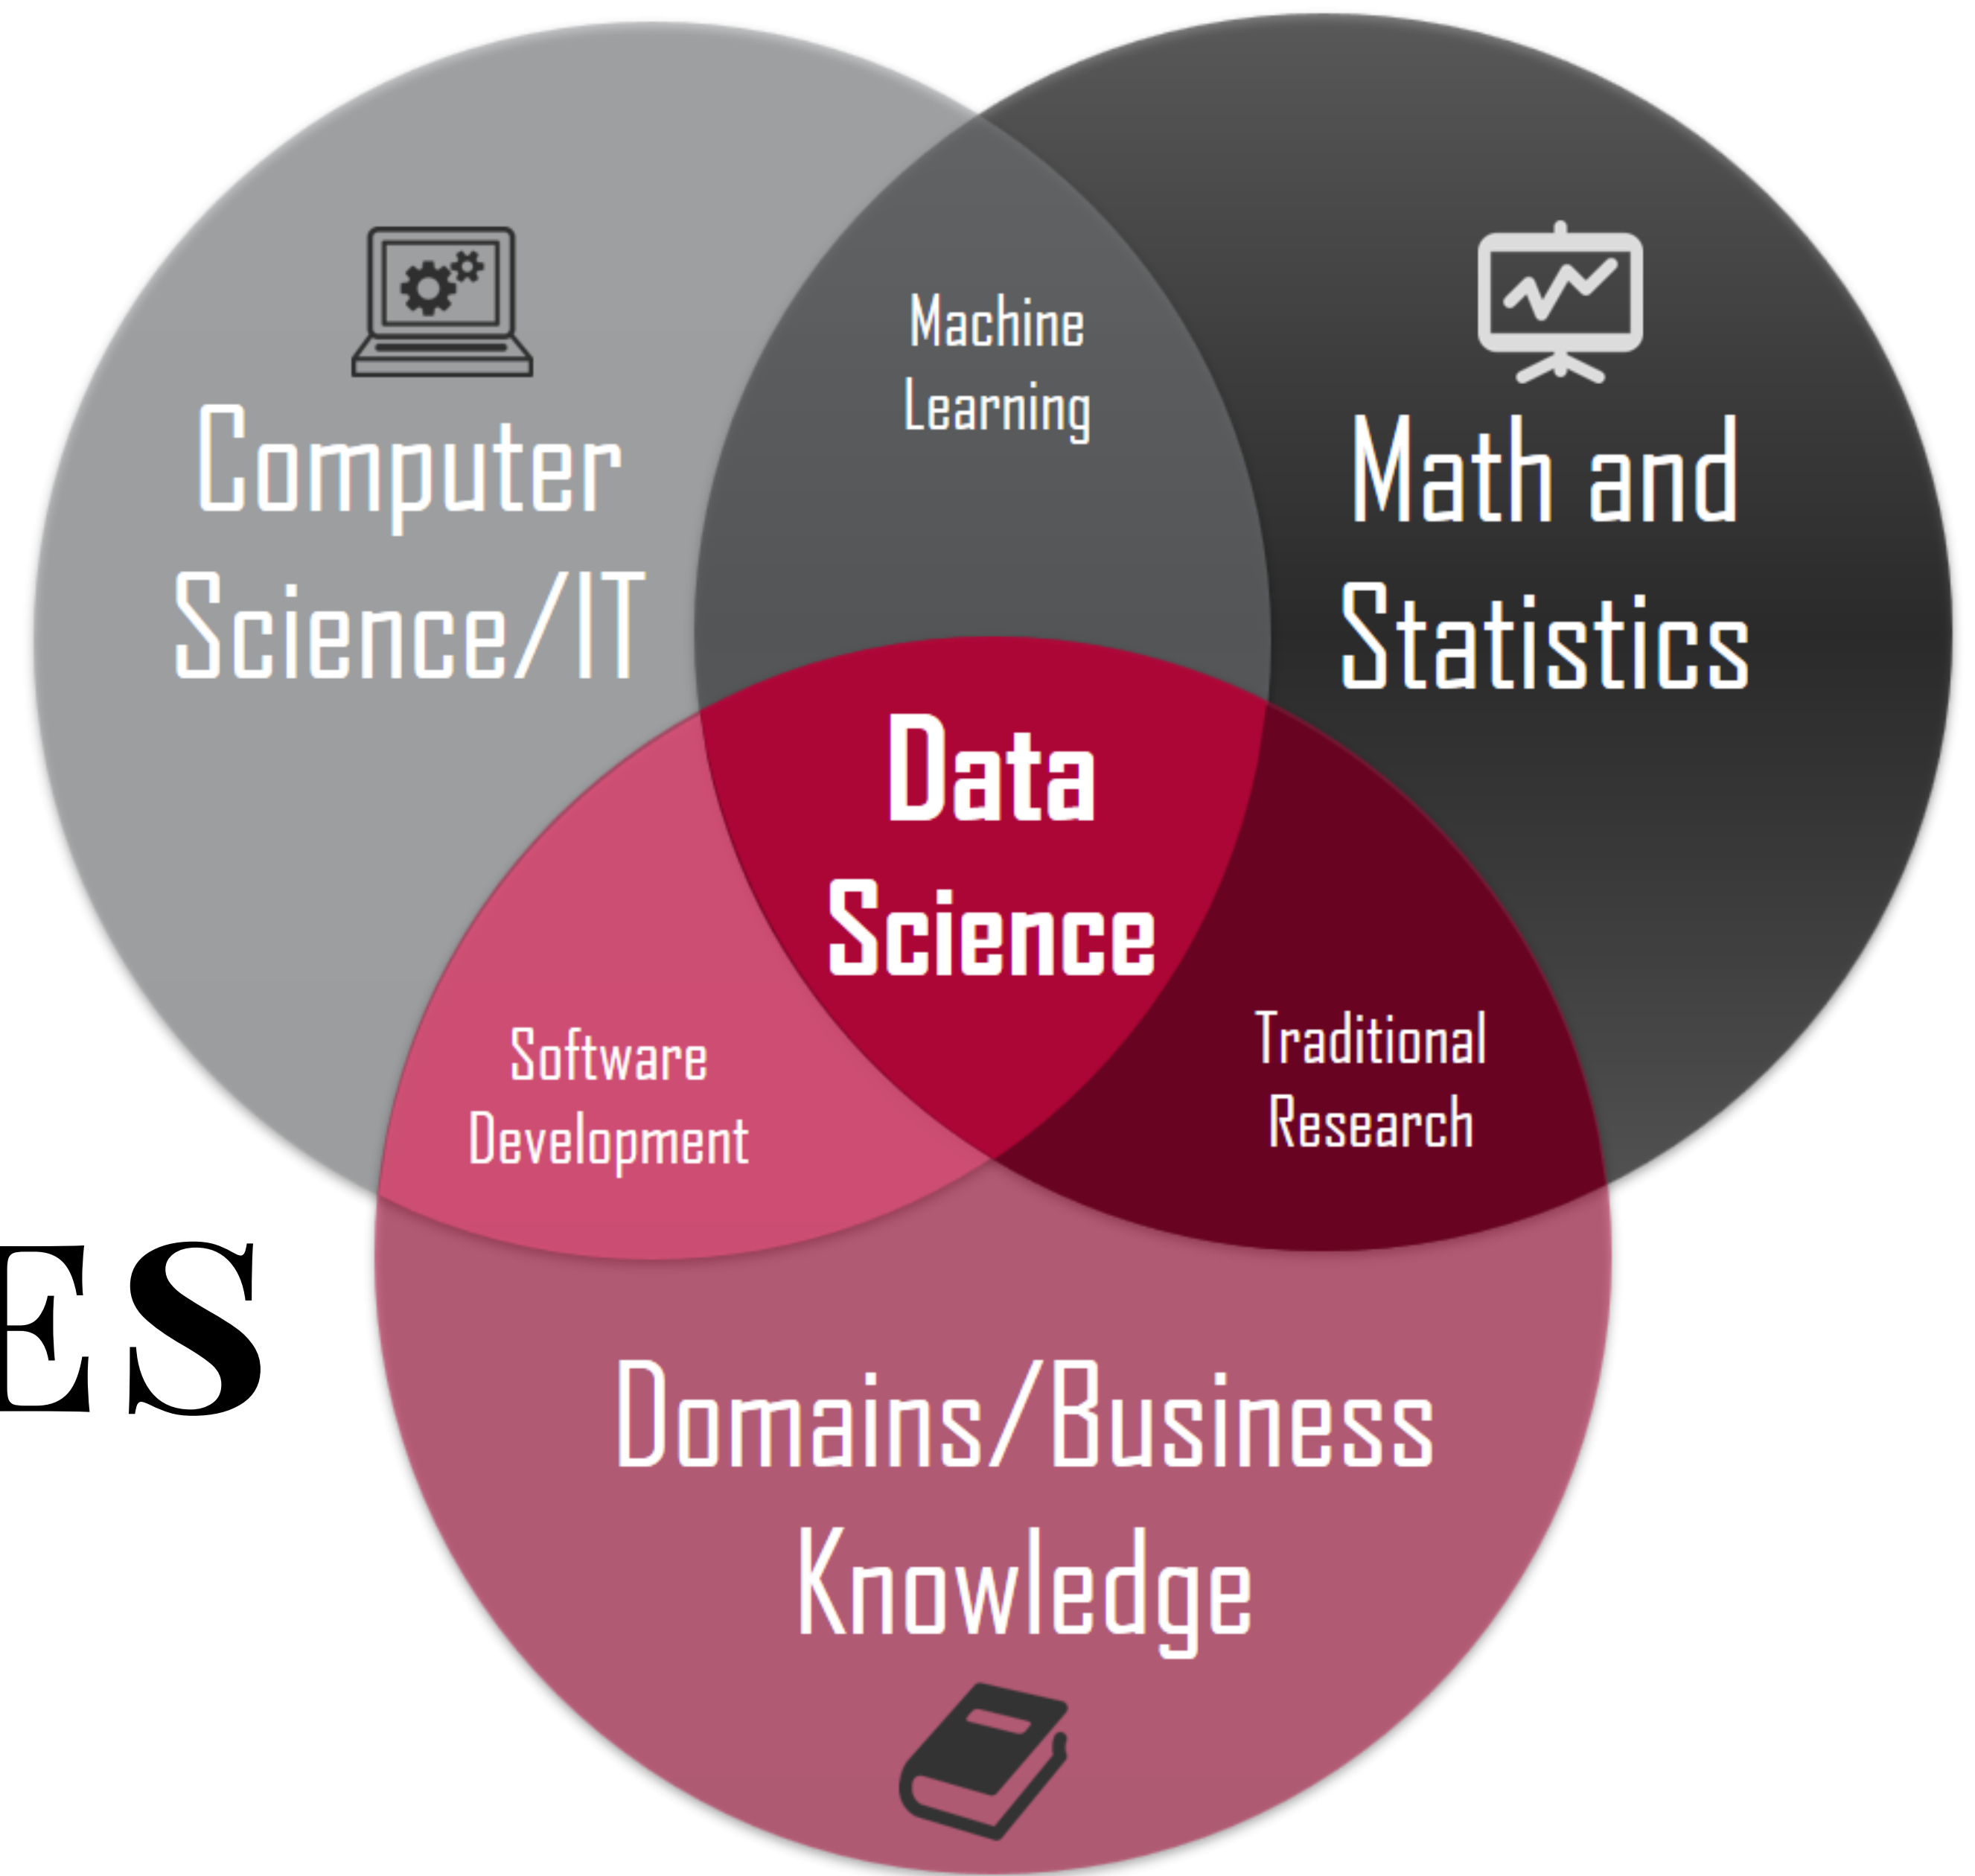 Machine
Learning
Computer
Science/IT
Math and
Statistics
Data
Science
Software
Development
Traditional
Research
ES
Domains/Business
Knowledge